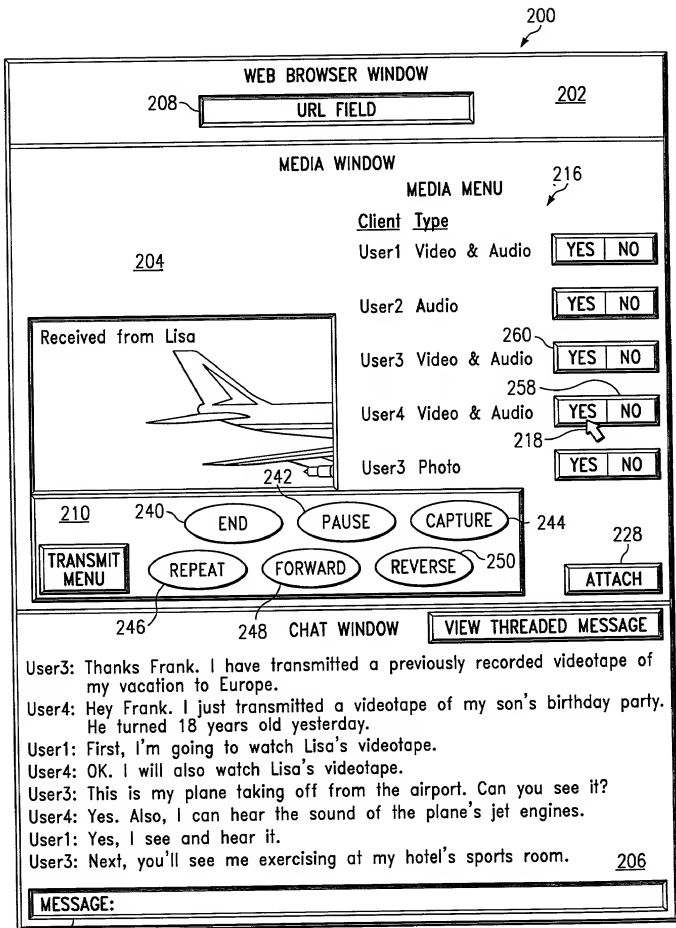 200
WEB BROWSER WINDOW
208 URL FIELD 202
MEDIA WINDOW
MEDIA MENU 216
Client Type
204
User1 Video & Audio YES NO
User2 Audio YES NO
Received from Lisa
260
User3 Video & Audio YES NO
258
User4 Video & Audio YES NO
218
User3 Photo YES NO
242
210 240 END PAUSE CAPTURE 244
228
TRANSMIT MENU REPEAT FORWARD REVERSE 250 ATTACH
246 248 CHAT WINDOW VIEW THREADED MESSAGE
User3: Thanks Frank. I have transmitted a previously recorded videotape of
my vacation to Europe.
User4: Hey Frank. I just transmitted a videotape of my son's birthday party.
He turned 18 years old yesterday.
User1: First, I'm going to watch Lisa's videotape.
User4: OK. I will also watch Lisa's videotape.
User3: This is my plane taking off from the airport. Can you see it?
User4: Yes. Also, I can hear the sound of the plane's jet engines.
User1: Yes, I see and hear it.
User3: Next, you'll see me exercising at my hotel's sports room. 206
MESSAGE: